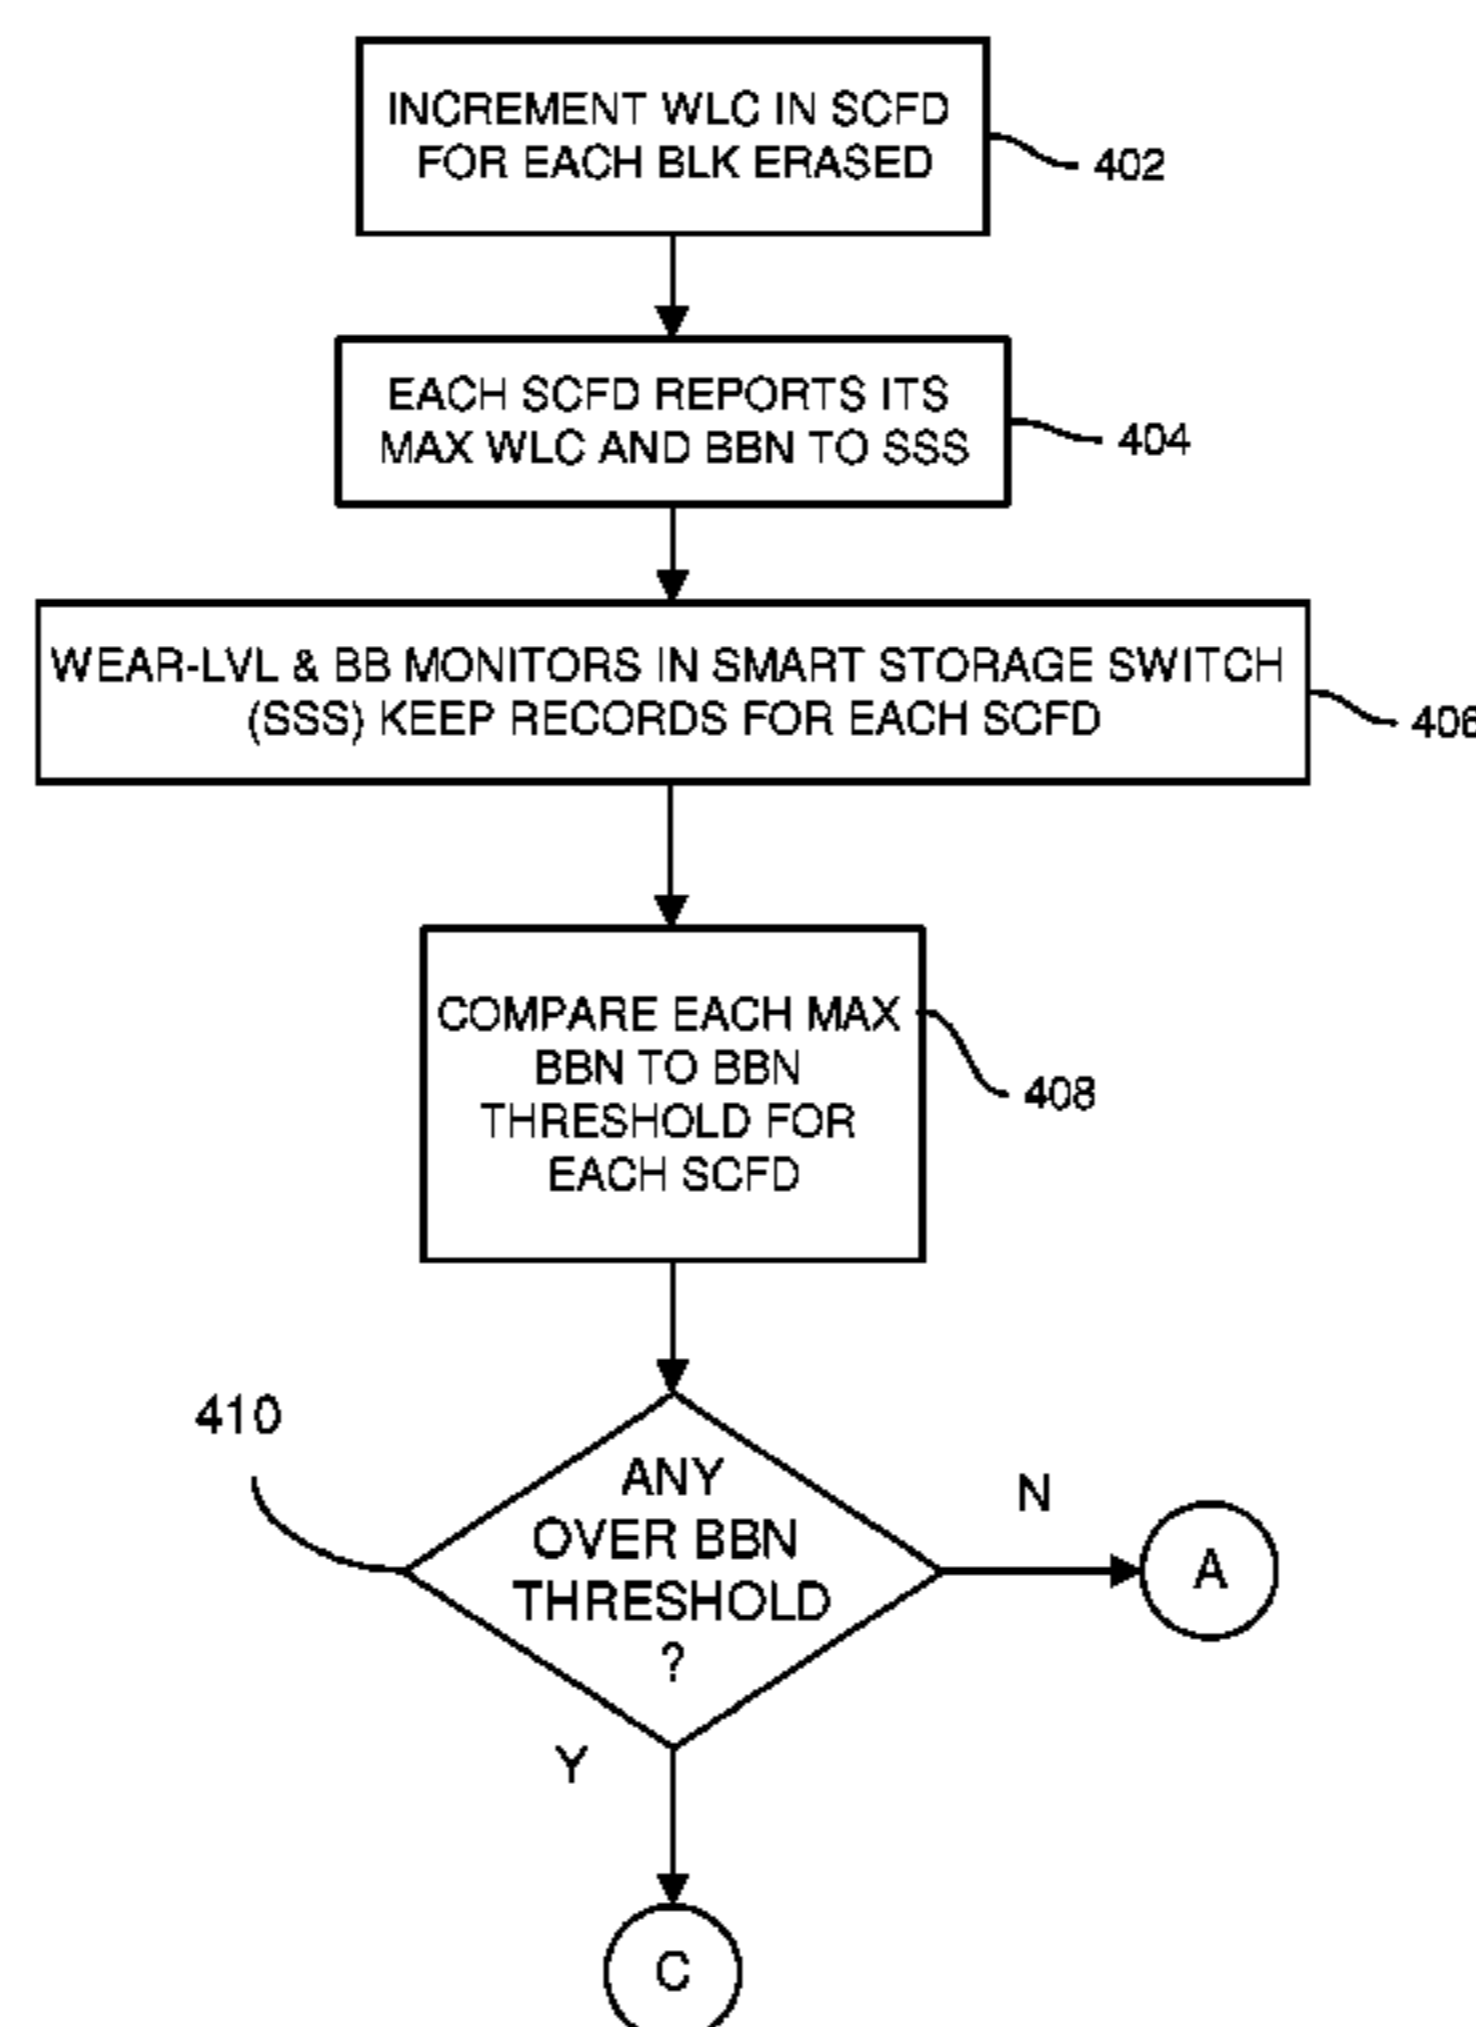 INCREMENT WLC IN SCFD
FOR EACH BLK ERASED
402
EACH SCFD REPORTS ITS
MAX WLC AND BBN TO SSS
404
WEAR-LVL & BB MONITORS IN SMART STORAGE SWITCH
(SSS) KEEP RECORDS FOR EACH SCFD
406
COMPARE EACH MAX
BBN TO BBN
THRESHOLD FOR
EACH SCFD
408
410
ANY
OVER BBN
THRESHOLD
?
N
A
Y
C